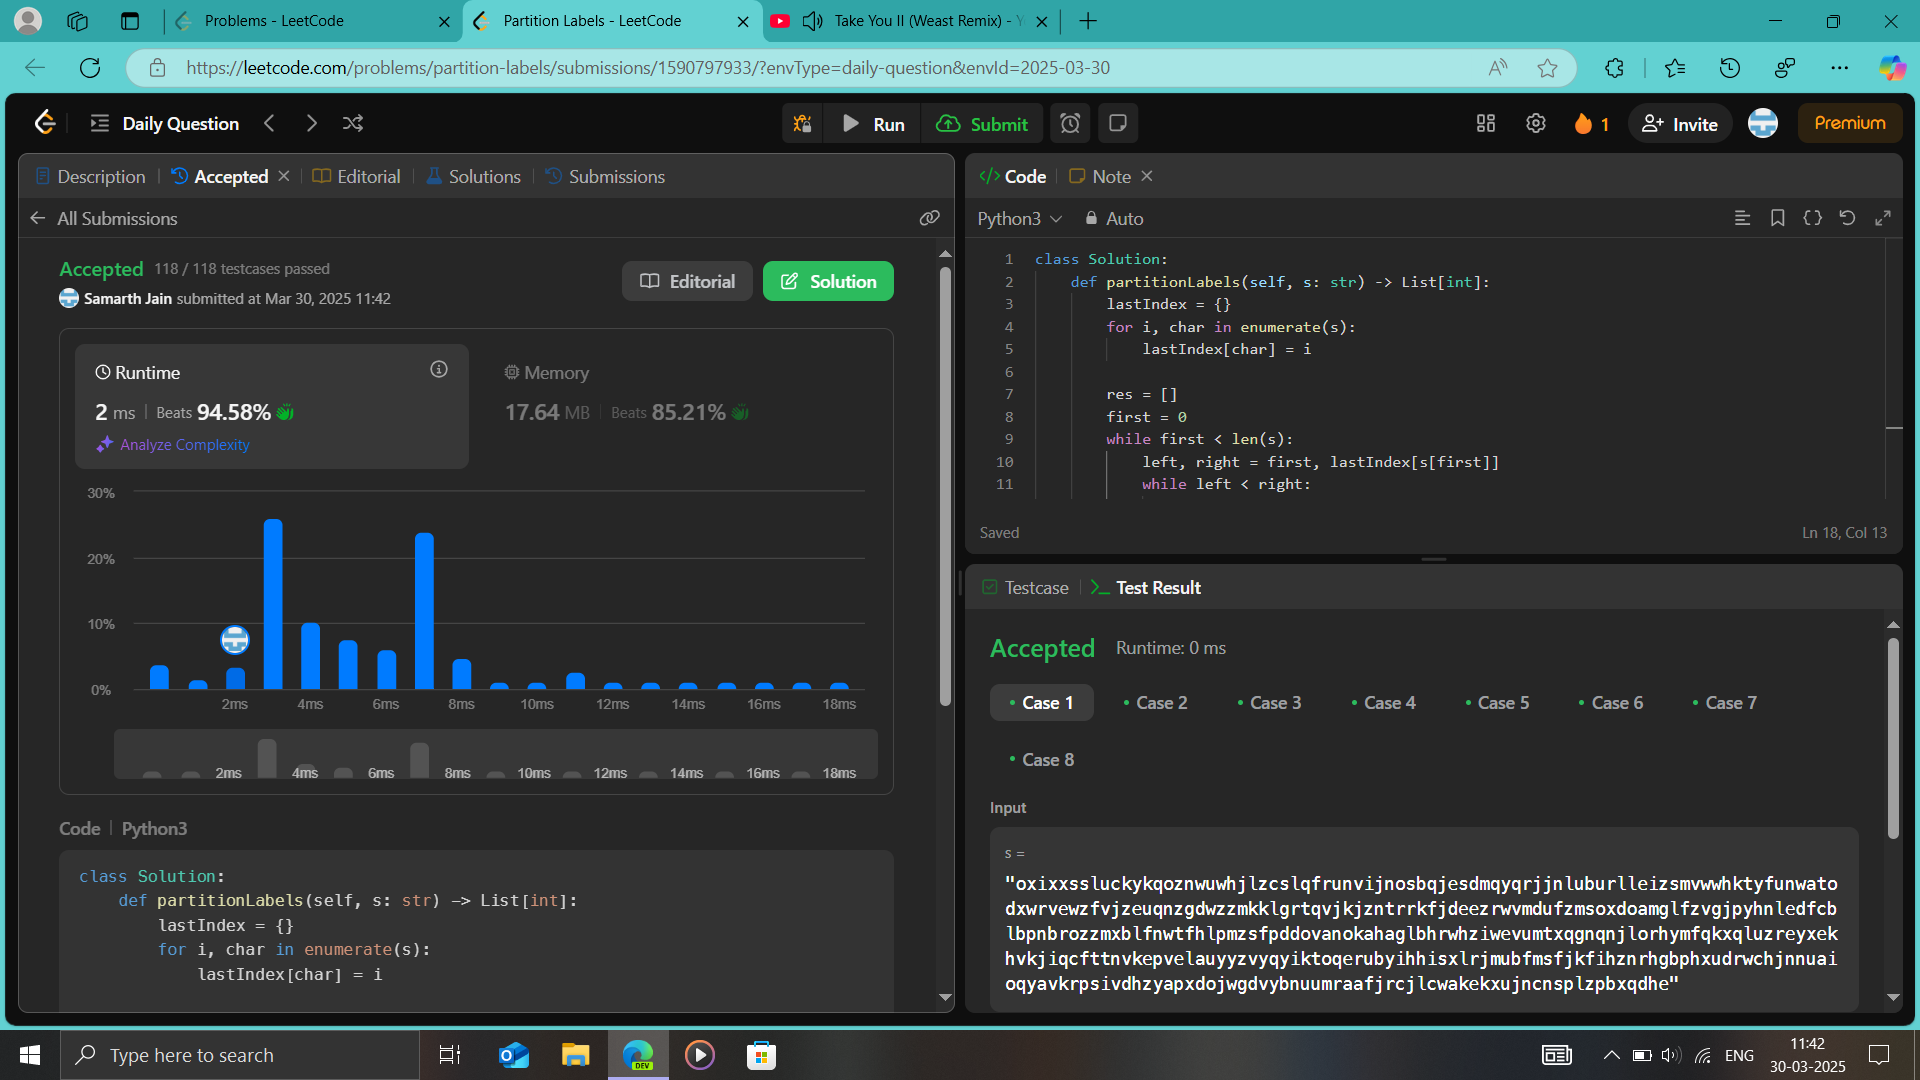 Problems - LeetCode
Partition Labels - LeetCode
Take You II (Weast Remix) - Y
https://leetcode.com/problems/partition-labels/submissions/1590797933/?envType=daily-question&envId=2025-03-30
Daily Question
Run
Submit
1
Invite
Premium
Description
Accepted
Editorial
Solutions
Submissions
All Submissions
Accepted 118 / 118 testcases passed
Samarth Jain submitted at Mar 30, 2025 11:42
Editorial
Solution
Runtime
2 ms | Beats 94.58%
Analyze Complexity
Memory
17.64 MB | Beats 85.21%
30%
20%
10%
0%
2ms 4ms 6ms 8ms 10ms 12ms 14ms 16ms 18ms
2ms 4ms 6ms 8ms 10ms 12ms 14ms 16ms 18ms
Code | Python3
class Solution:
def partitionLabels(self, s: str) -> List[int]:
lastIndex = {}
for i, char in enumerate(s):
lastIndex[char] = i
</> Code
Note
Python3
Auto
1 class Solution:
2 def partitionLabels(self, s: str) -> List[int]:
3 lastIndex = {}
4 for i, char in enumerate(s):
5 lastIndex[char] = i
6
7 res = []
8 first = 0
9 while first < len(s):
10 left, right = first, lastIndex[s[first]]
11 while left < right:
Saved
Ln 18, Col 13
Testcase
Test Result
Accepted Runtime: 0 ms
Case 1
Case 2
Case 3
Case 4
Case 5
Case 6
Case 7
Case 8
Input
s =
"oxixxssluckykqoznwuwhjlzcslqfrunvijnosbqjesdmqyqrjjnluburlleizsmvwwhktyfunwato
dxwrvewzfvjzeuqnzgdwzzmkklgrtqvjkjzntrrkfjdeezrwvmdufzmsoxdoamglfzvgjpyhnledfcb
lbpnbrozzmxblfnwtfhlpmzsfpddovanokahaglbhrwhziwevumtxqgnqnjlorhymfqkxqluzreyxek
hvkjiqcfttnvkepvelauyyzvyqyiktoqerubyihhisxlrjmubfmsfjkfihznrhgbphxudrwchjnnuai
oqyavkrpsivdhzyapxdojwgdvybnuumraafjrcjlcwakekxujncnsplzpbxqdhe"
Type here to search
DEV
ENG
11:42
30-03-2025